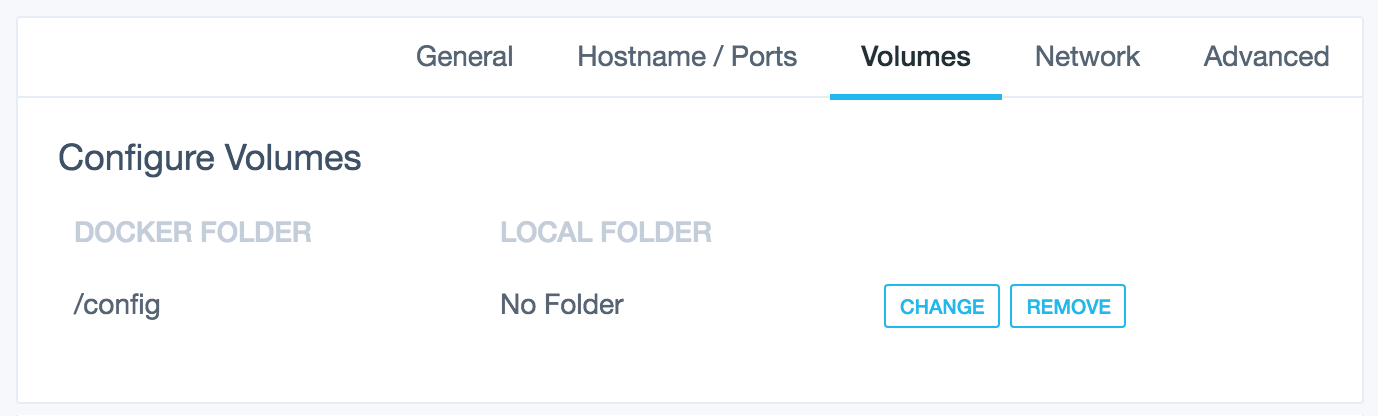 General Hostname / Ports Volumes Network Advanced
Configure Volumes
DOCKER FOLDER LOCAL FOLDER
/config No Folder CHANGE REMOVE